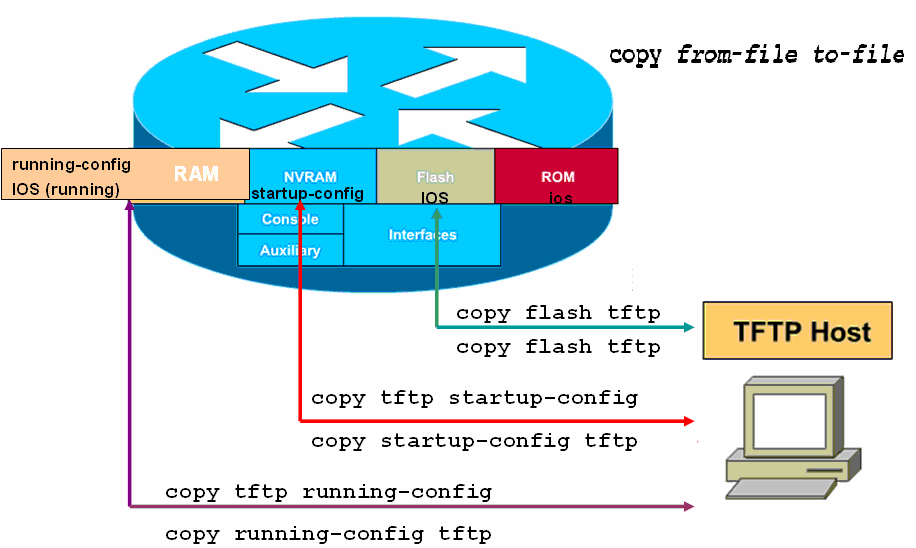 copy from-file to-file
running-config
IOS (running)
RAM
NVRAM
startup-config
Flash
IOS
ROM
ios
Console
Auxiliary
Interfaces
copy flash tftp
copy flash tftp
TFTP Host
copy tftp startup-config
copy startup-config tftp
copy tftp running-config
copy running-config tftp